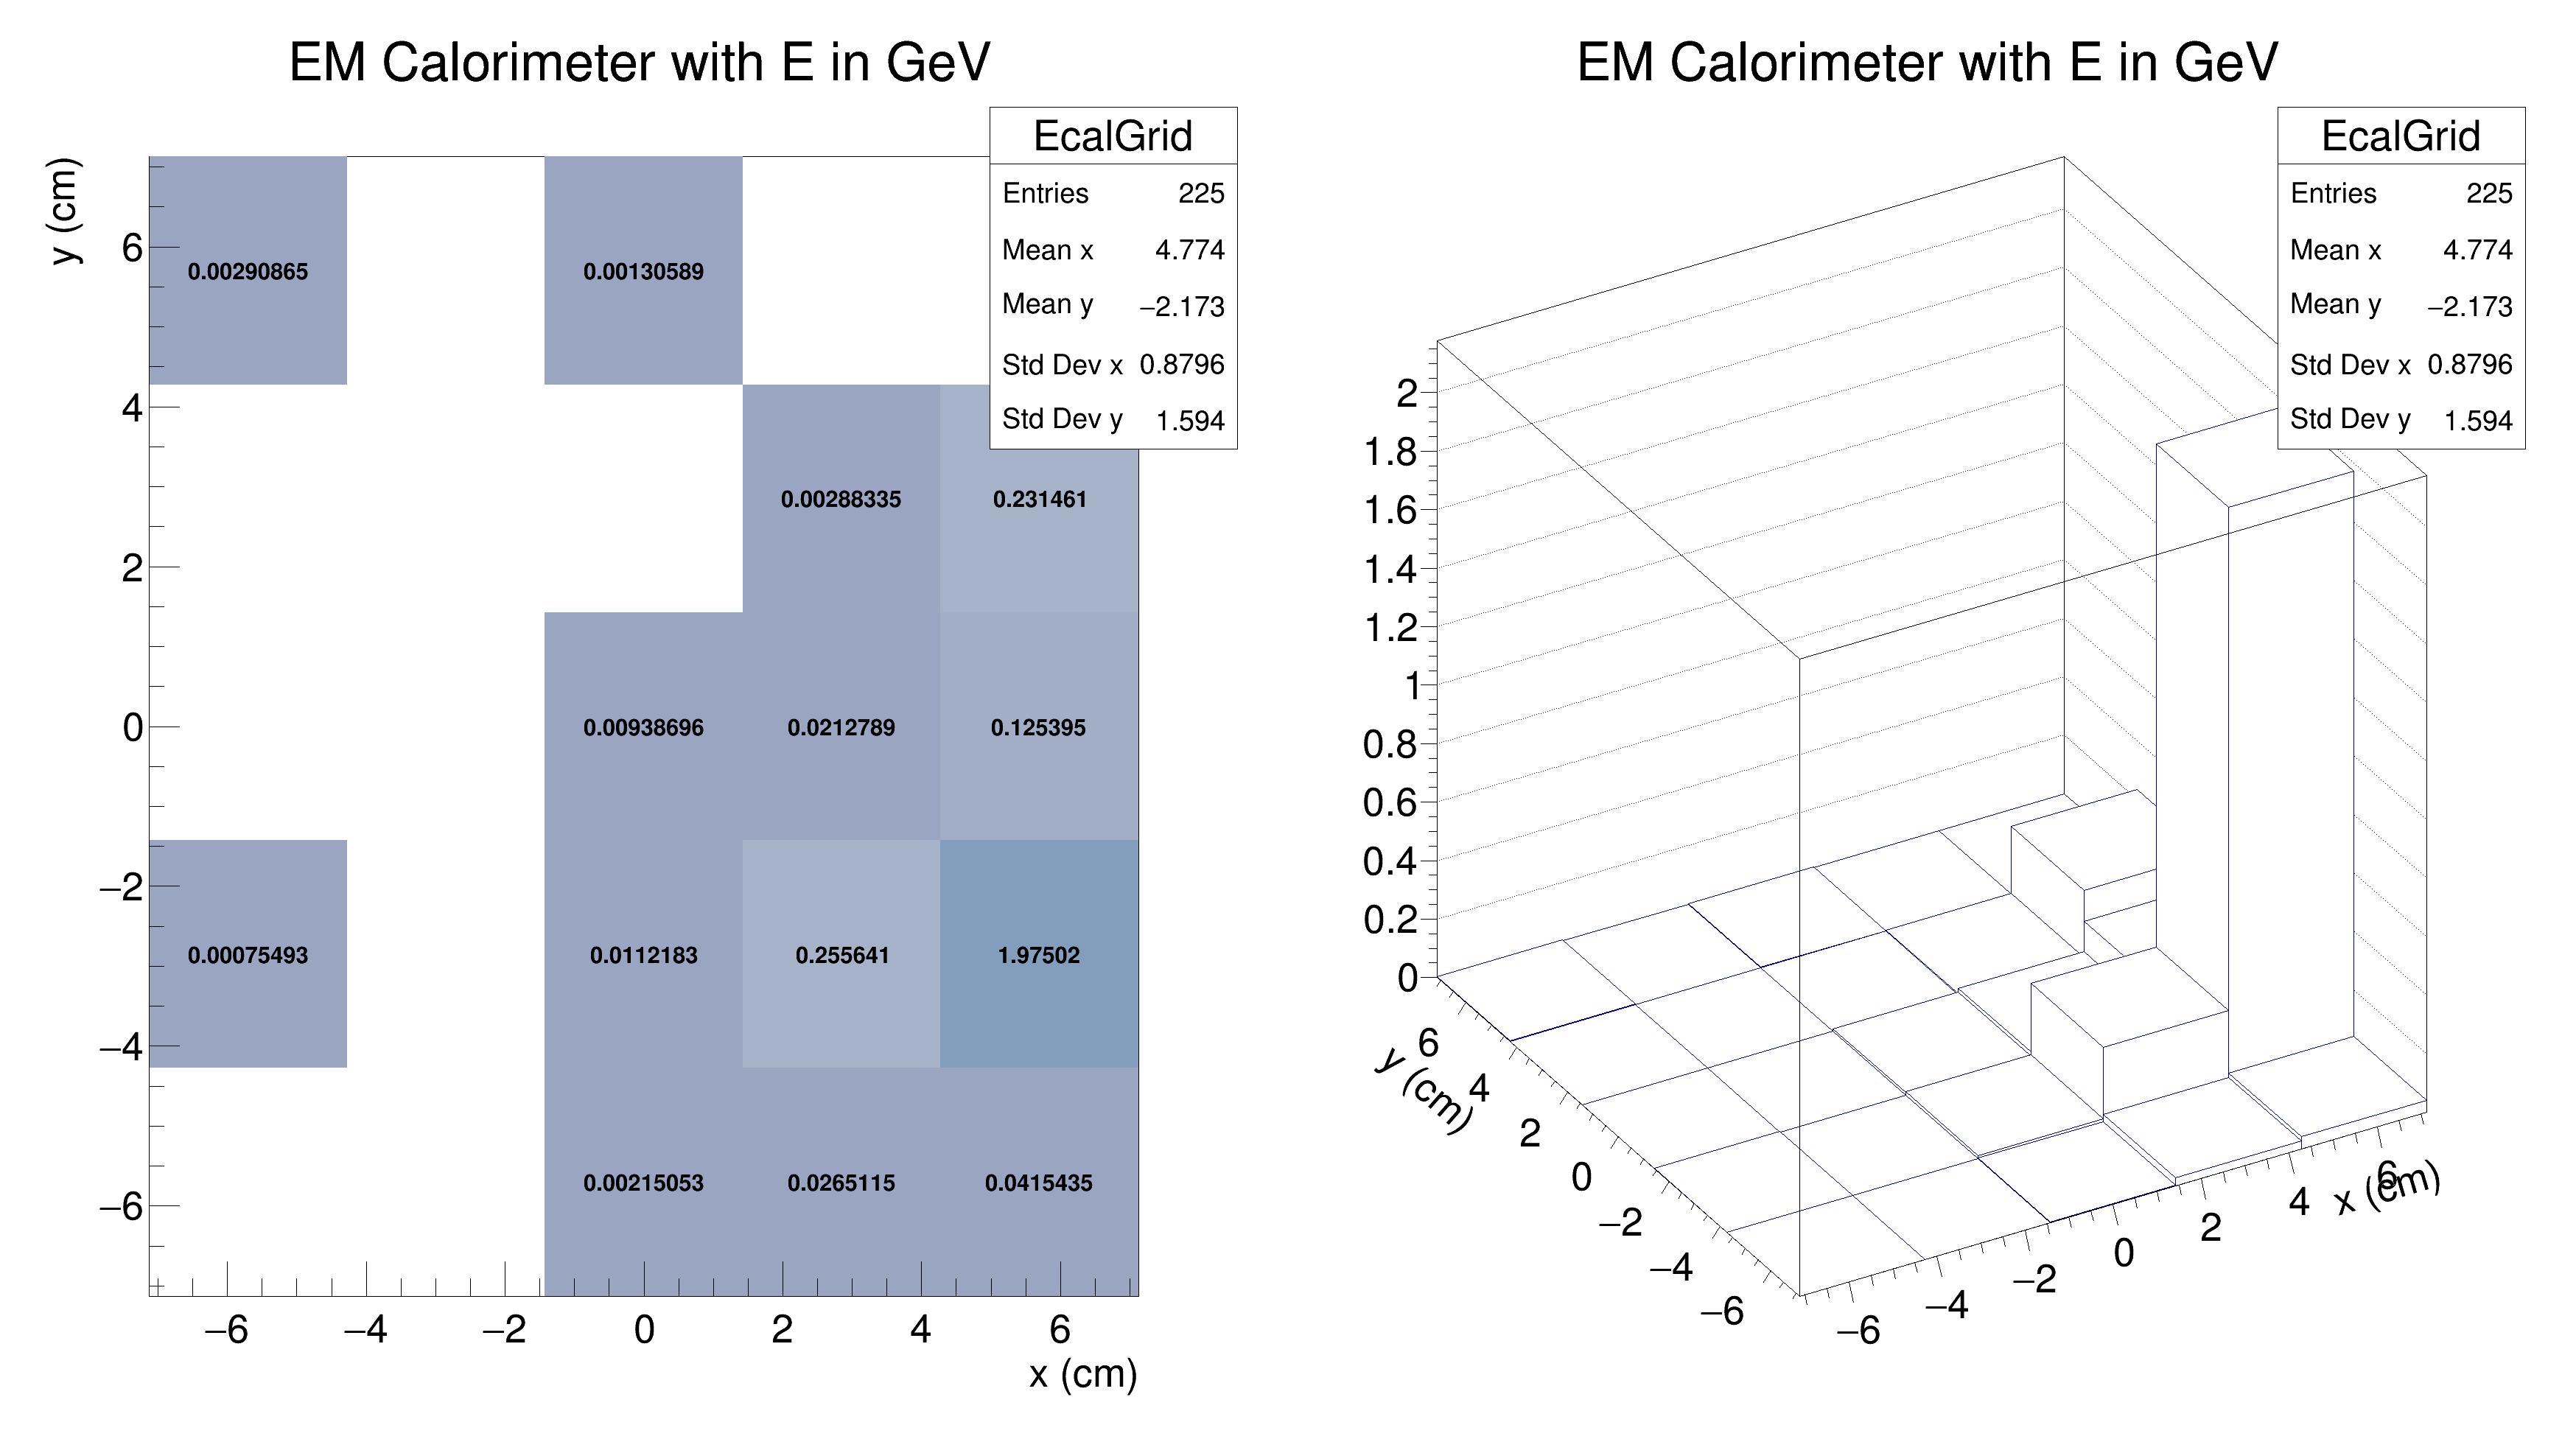 EM Calorimeter with E in GeV
EcalGrid
Entries 225
Mean x 4.774
Mean y −2.173
Std Dev x 0.8796
Std Dev y 1.594
y (cm)
6
4
2
0
−2
−4
−6
0.00290865 0.00130589
0.00288335 0.231461
0.00938696 0.0212789 0.125395
0.00075493 0.0112183 0.255641 1.97502
0.00215053 0.0265115 0.0415435
−6 −4 −2 0 2 4 6
x (cm)
EM Calorimeter with E in GeV
EcalGrid
Entries 225
Mean x 4.774
Mean y −2.173
Std Dev x 0.8796
Std Dev y 1.594
2
1.8
1.6
1.4
1.2
1
0.8
0.6
0.4
0.2
0
y (cm)
6
4
2
0
−2
−4
−6
−6 −4 −2 0 2 4 6
x (cm)